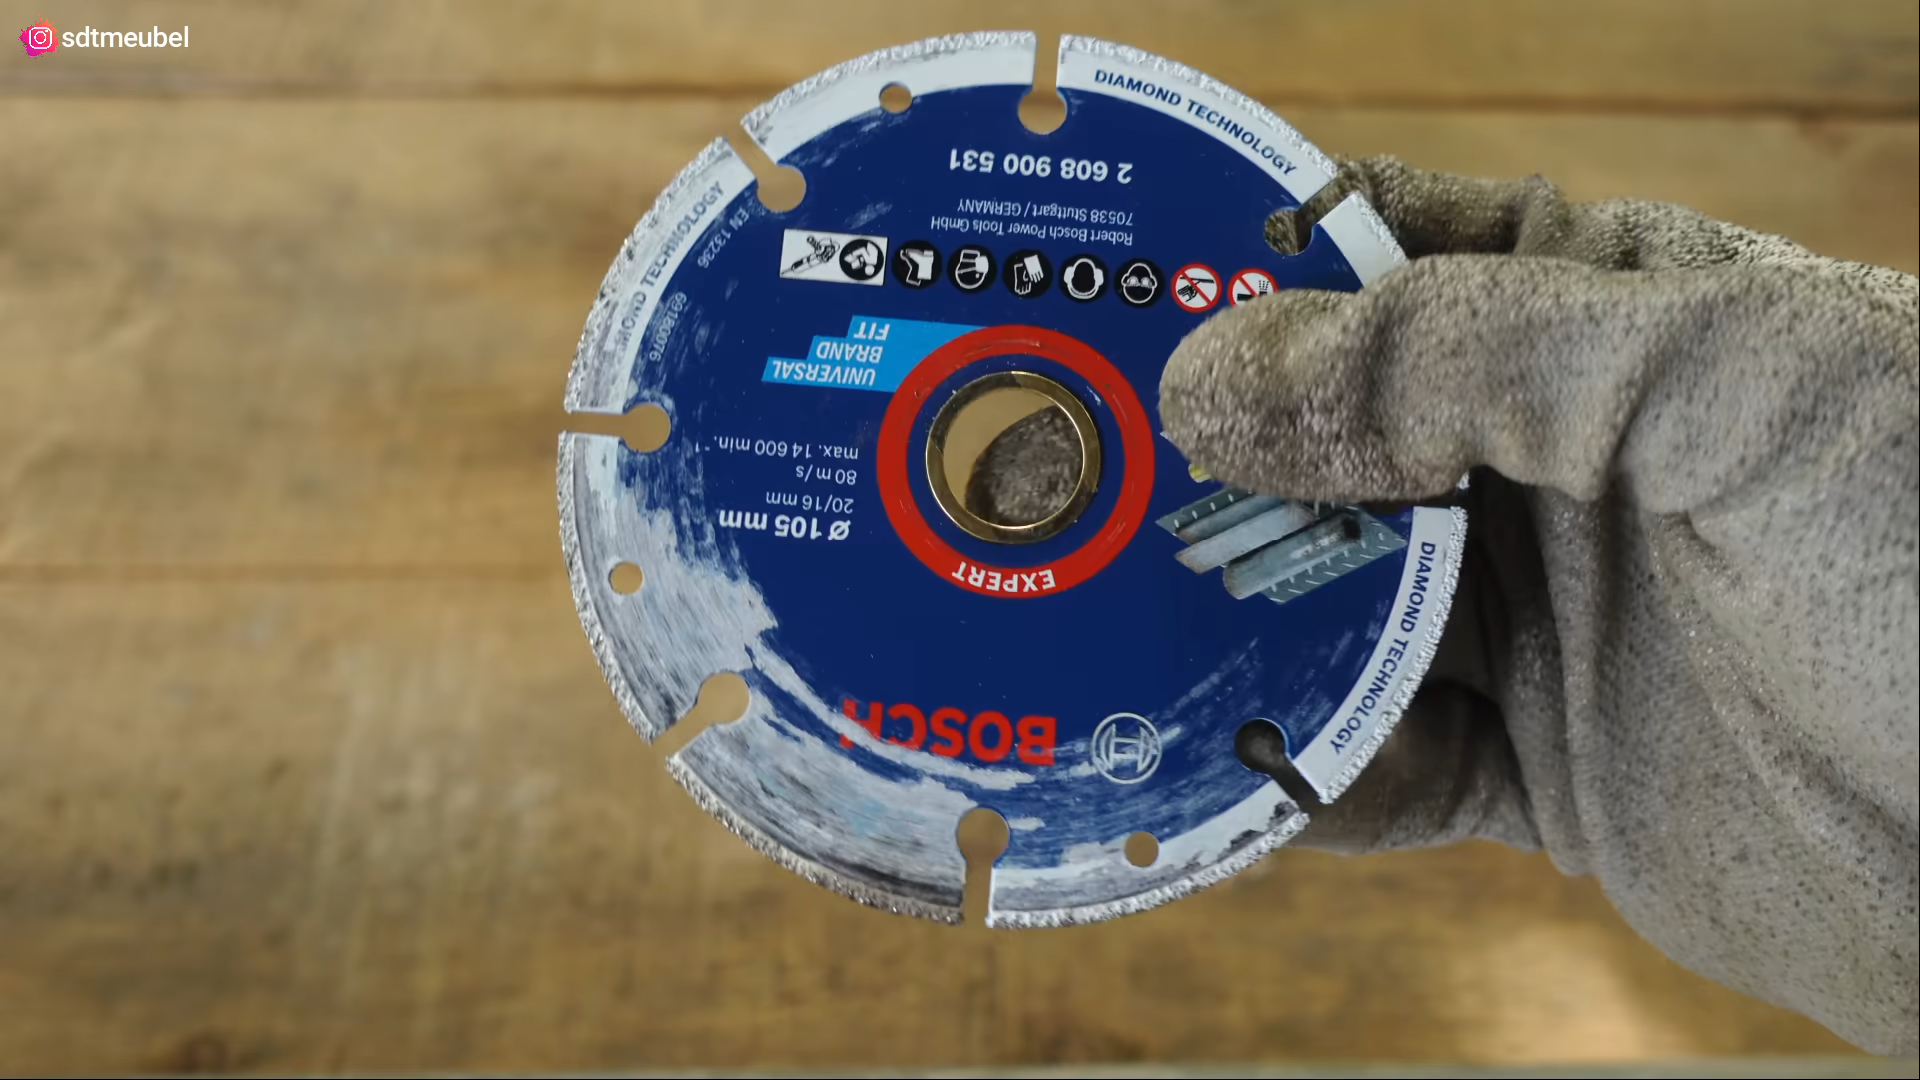 sdtmeubel
DIAMOND TECHNOLOGY
2 608 900 531
Robert Bosch Power Tools GmbH
70538 Stuttgart / GERMANY
EN 13236
DIAMOND TECHNOLOGY
UNIVERSAL
BRAND
FIT
Ø 105 mm
20/16 mm
80 m/s
max. 14 600 min.⁻¹
EXPERT
BOSCH
DIAMOND TECHNOLOGY